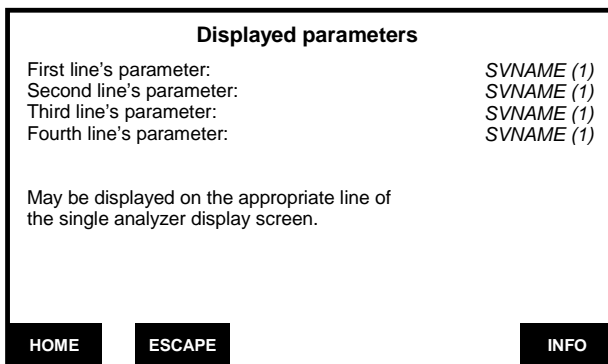 Displayed parameters
First line's parameter: SVNAME (1)
Second line's parameter: SVNAME (1)
Third line's parameter: SVNAME (1)
Fourth line's parameter: SVNAME (1)
May be displayed on the appropriate line of
the single analyzer display screen.
HOME ESCAPE INFO